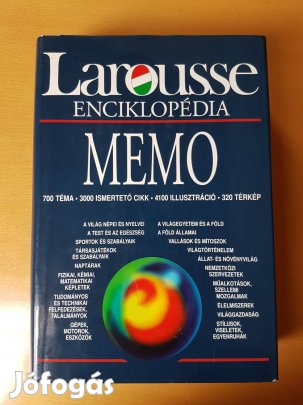 Larousse
ENCIKLOPÉDIA
MEMO
700 TÉMA · 3000 ISMERTETŐ CIKK · 4100 ILLUSZTRÁCIÓ · 320 TÉRKÉP
A VILÁG NÉPEI ÉS NYELVEI
A TEST ÉS AZ EGÉSZSÉG
SPORTOK ÉS SZABÁLYAIK
TÁRSASJÁTÉKOK
ÉS SZABÁLYAIK
NAPTÁRAK
FIZIKAI, KÉMIAI,
MATEMATIKAI
KÉPLETEK
TUDOMÁNYOS
ÉS TECHNIKAI
FELFEDEZÉSEK,
TALÁLMÁNYOK
GÉPEK,
MOTOROK,
ESZKÖZÖK
A VILÁGEGYETEM ÉS A FÖLD
A FÖLD ÁLLAMAI
VALLÁSOK ÉS MÍTOSZOK
VILÁGTÖRTÉNELEM
ÁLLAT- ÉS NÖVÉNYVILÁG
NEMZETKÖZI
SZERVEZETEK
MŰALKOTÁSOK,
SZELLEMI
MOZGALMAK
ÉLELMISZEREK
VILÁGGAZDASÁG
STÍLUSOK,
VISELETEK,
EGYENRUHÁK
Jófogás